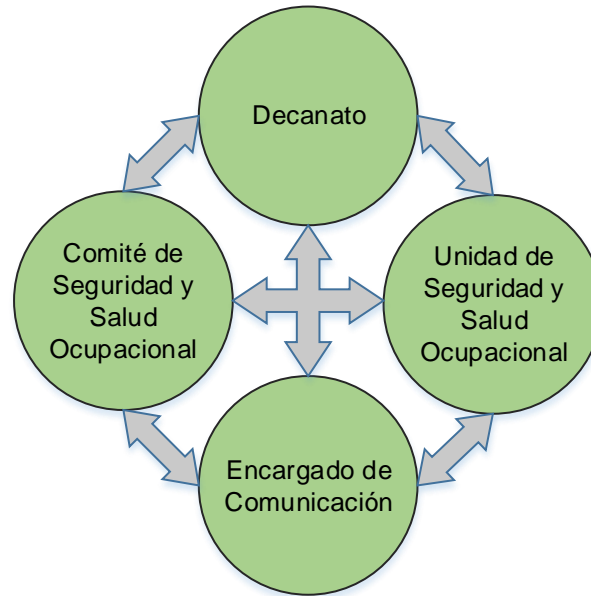 Decanato
Comité de
Seguridad y
Salud
Ocupacional
Unidad de
Seguridad y
Salud
Ocupacional
Encargado de
Comunicación